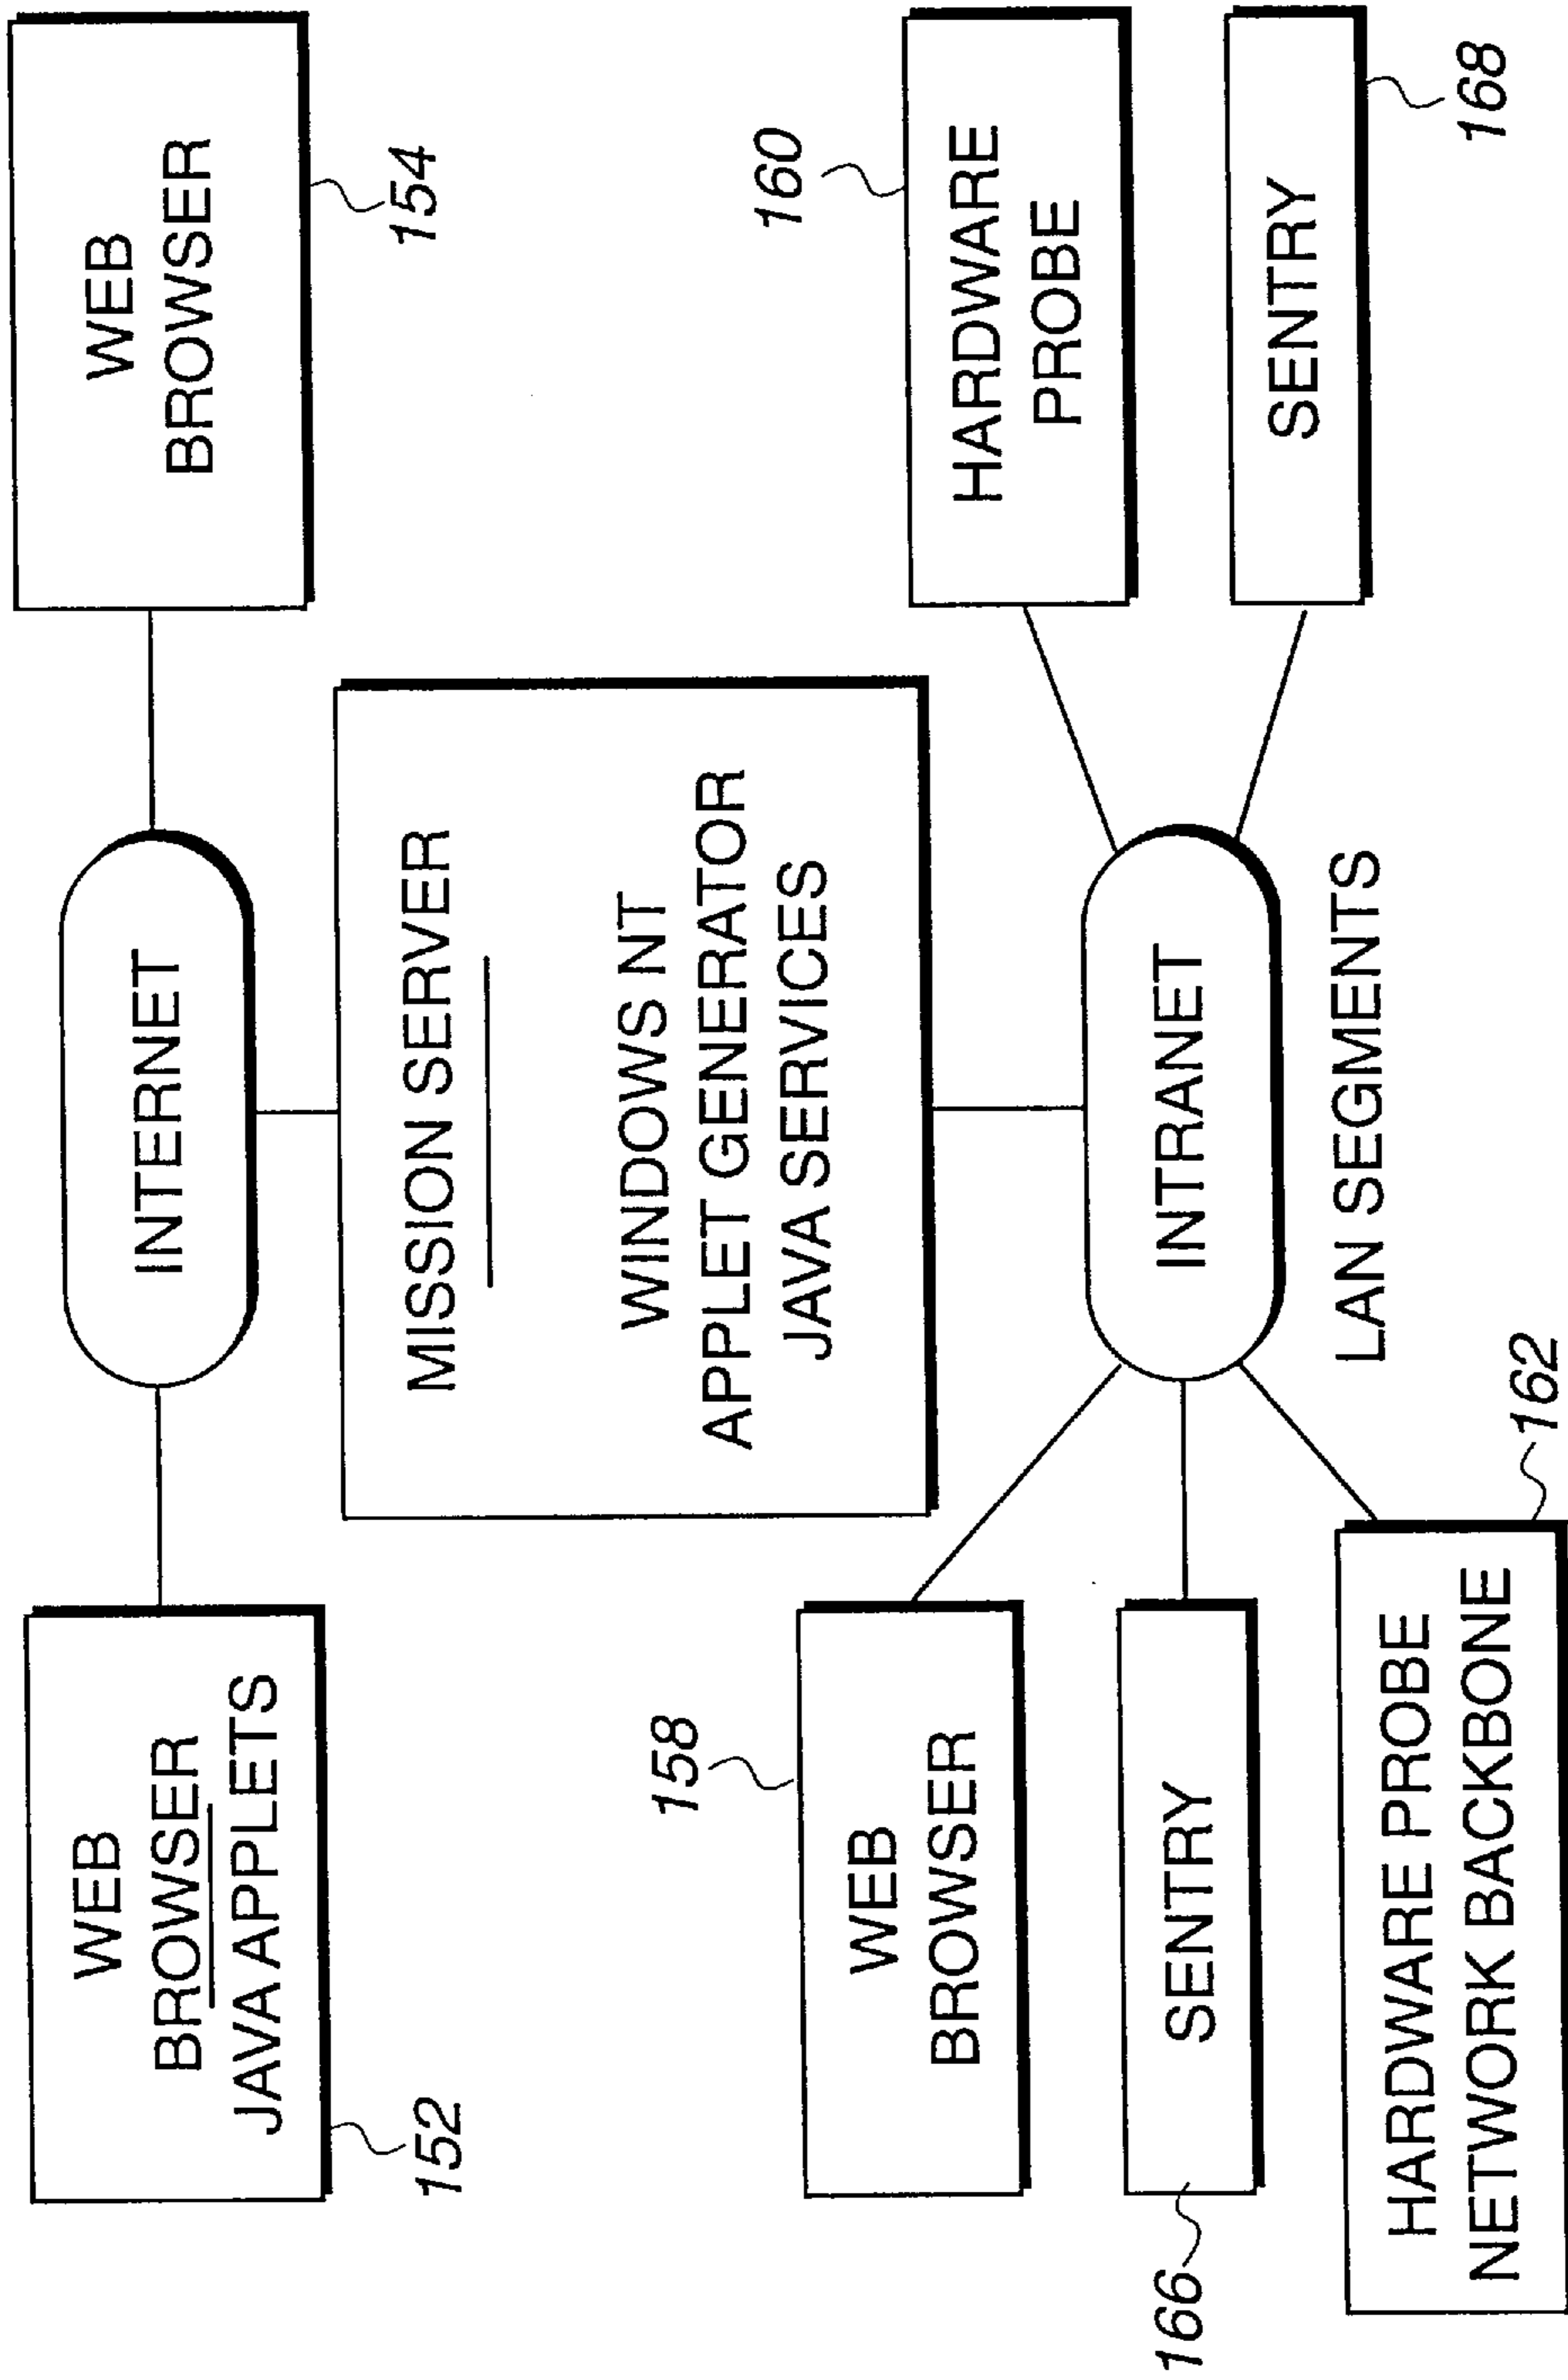 WEB
BROWSER
JAVA APPLETS
152
INTERNET
WEB
BROWSER
154
MISSION SERVER
WINDOWS NT
APPLET GENERATOR
JAVA SERVICES
158
WEB
BROWSER
160
HARDWARE
PROBE
166
SENTRY
INTRANET
SENTRY
168
LAN SEGMENTS
HARDWARE PROBE
NETWORK BACKBONE
162